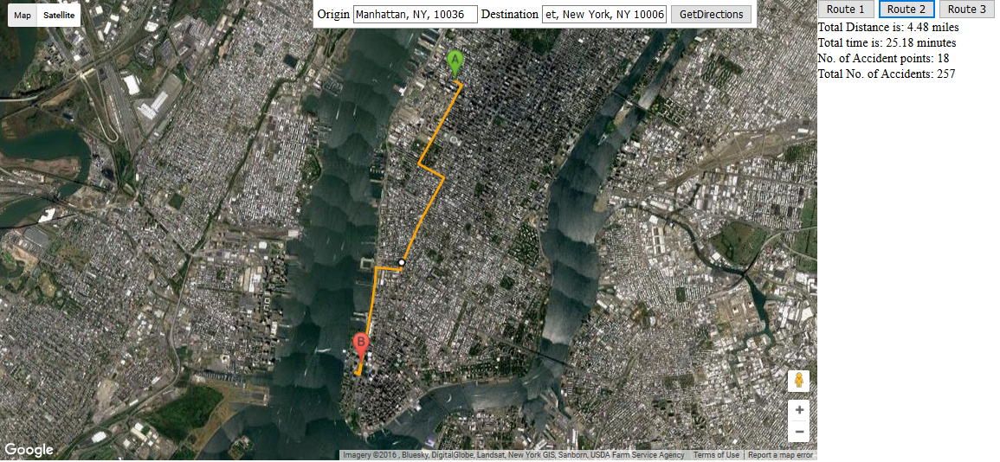 Map Satellite
Origin Manhattan, NY, 10036 Destination et, New York, NY 10006 GetDirections
Route 1 Route 2 Route 3
Total Distance is: 4.48 miles
Total time is: 25.18 minutes
No. of Accident points: 18
Total No. of Accidents: 257
A
B
+
−
Google
Imagery ©2016 , Bluesky, DigitalGlobe, Landsat, New York GIS, Sanborn, USDA Farm Service Agency Terms of Use Report a map error